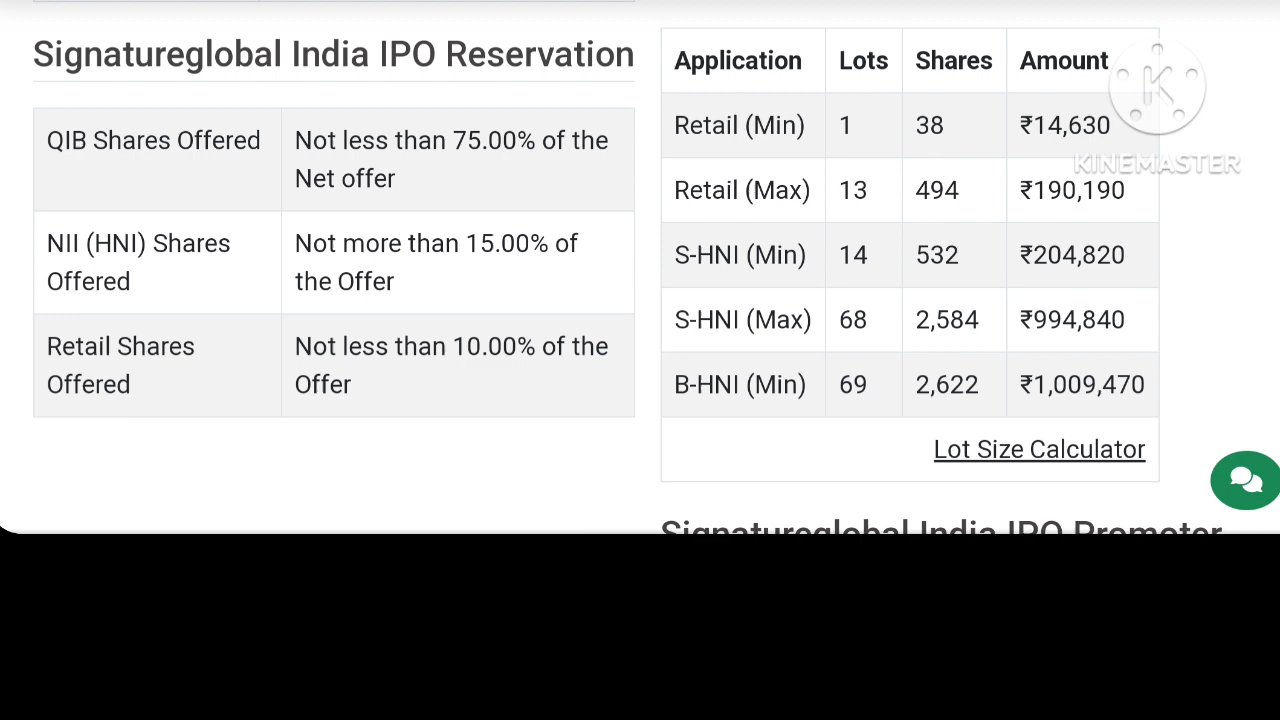 Signatureglobal India IPO Reservation
QIB Shares Offered
Not less than 75.00% of the
Net offer
NII (HNI) Shares
Offered
Not more than 15.00% of
the Offer
Retail Shares
Offered
Not less than 10.00% of the
Offer
Application Lots Shares Amount
Retail (Min) 1 38 ₹14,630
Retail (Max) 13 494 ₹190,190
S-HNI (Min) 14 532 ₹204,820
S-HNI (Max) 68 2,584 ₹994,840
B-HNI (Min) 69 2,622 ₹1,009,470
Lot Size Calculator
Signatureglobal India IPO Promoter
K
KINEMASTER